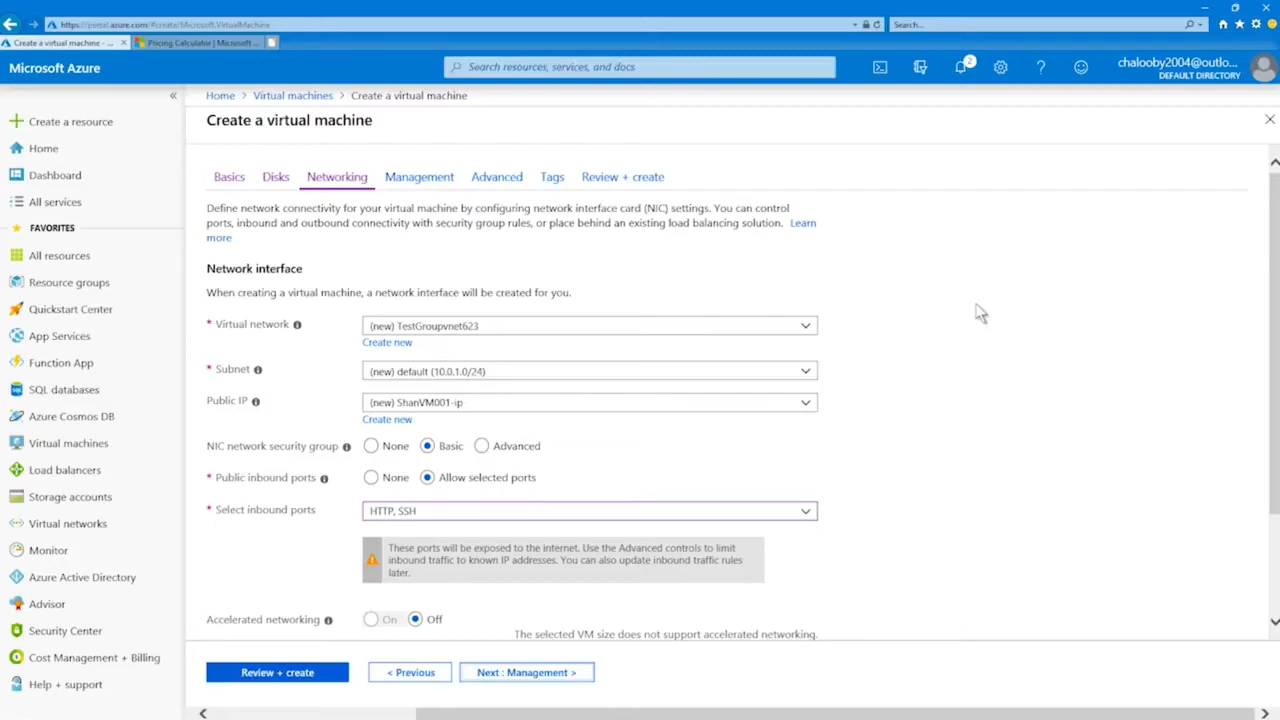 https://portal.azure.com/#create/Microsoft.VirtualMachine
Search...
Create a virtual machine - ...
Pricing Calculator | Microsoft ...
Microsoft Azure
Search resources, services, and docs
2
chalooby2004@outlo...
DEFAULT DIRECTORY
Create a resource
Home
Dashboard
All services
FAVORITES
All resources
Resource groups
Quickstart Center
App Services
Function App
SQL databases
Azure Cosmos DB
Virtual machines
Load balancers
Storage accounts
Virtual networks
Monitor
Azure Active Directory
Advisor
Security Center
Cost Management + Billing
Help + support
Home > Virtual machines > Create a virtual machine
Create a virtual machine
Basics Disks Networking Management Advanced Tags Review + create
Define network connectivity for your virtual machine by configuring network interface card (NIC) settings. You can control
ports, inbound and outbound connectivity with security group rules, or place behind an existing load balancing solution. Learn
more
Network interface
When creating a virtual machine, a network interface will be created for you.
* Virtual network (new) TestGroupvnet623
Create new
* Subnet (new) default (10.0.1.0/24)
Public IP (new) ShanVM001-ip
Create new
NIC network security group None Basic Advanced
* Public inbound ports None Allow selected ports
* Select inbound ports HTTP, SSH
These ports will be exposed to the internet. Use the Advanced controls to limit
inbound traffic to known IP addresses. You can also update inbound traffic rules
later.
Accelerated networking On Off
The selected VM size does not support accelerated networking.
Review + create
< Previous
Next : Management >